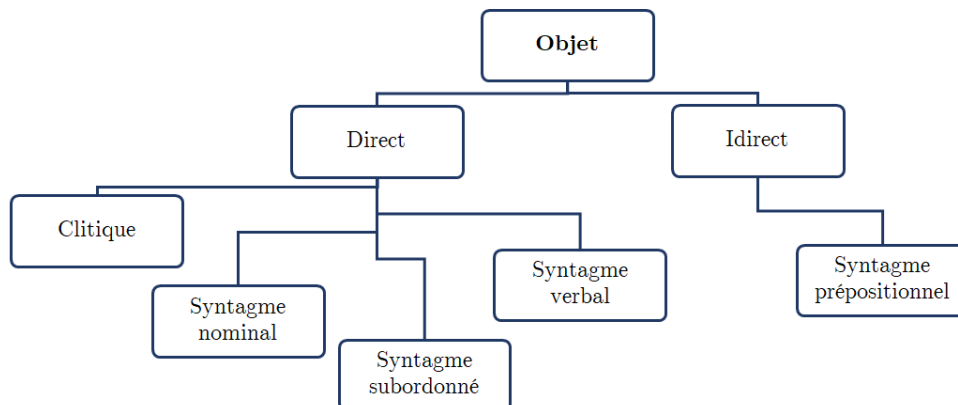 Objet
Direct
Idirect
Clitique
Syntagme
nominal
Syntagme
subordonné
Syntagme
verbal
Syntagme
prépositionnel